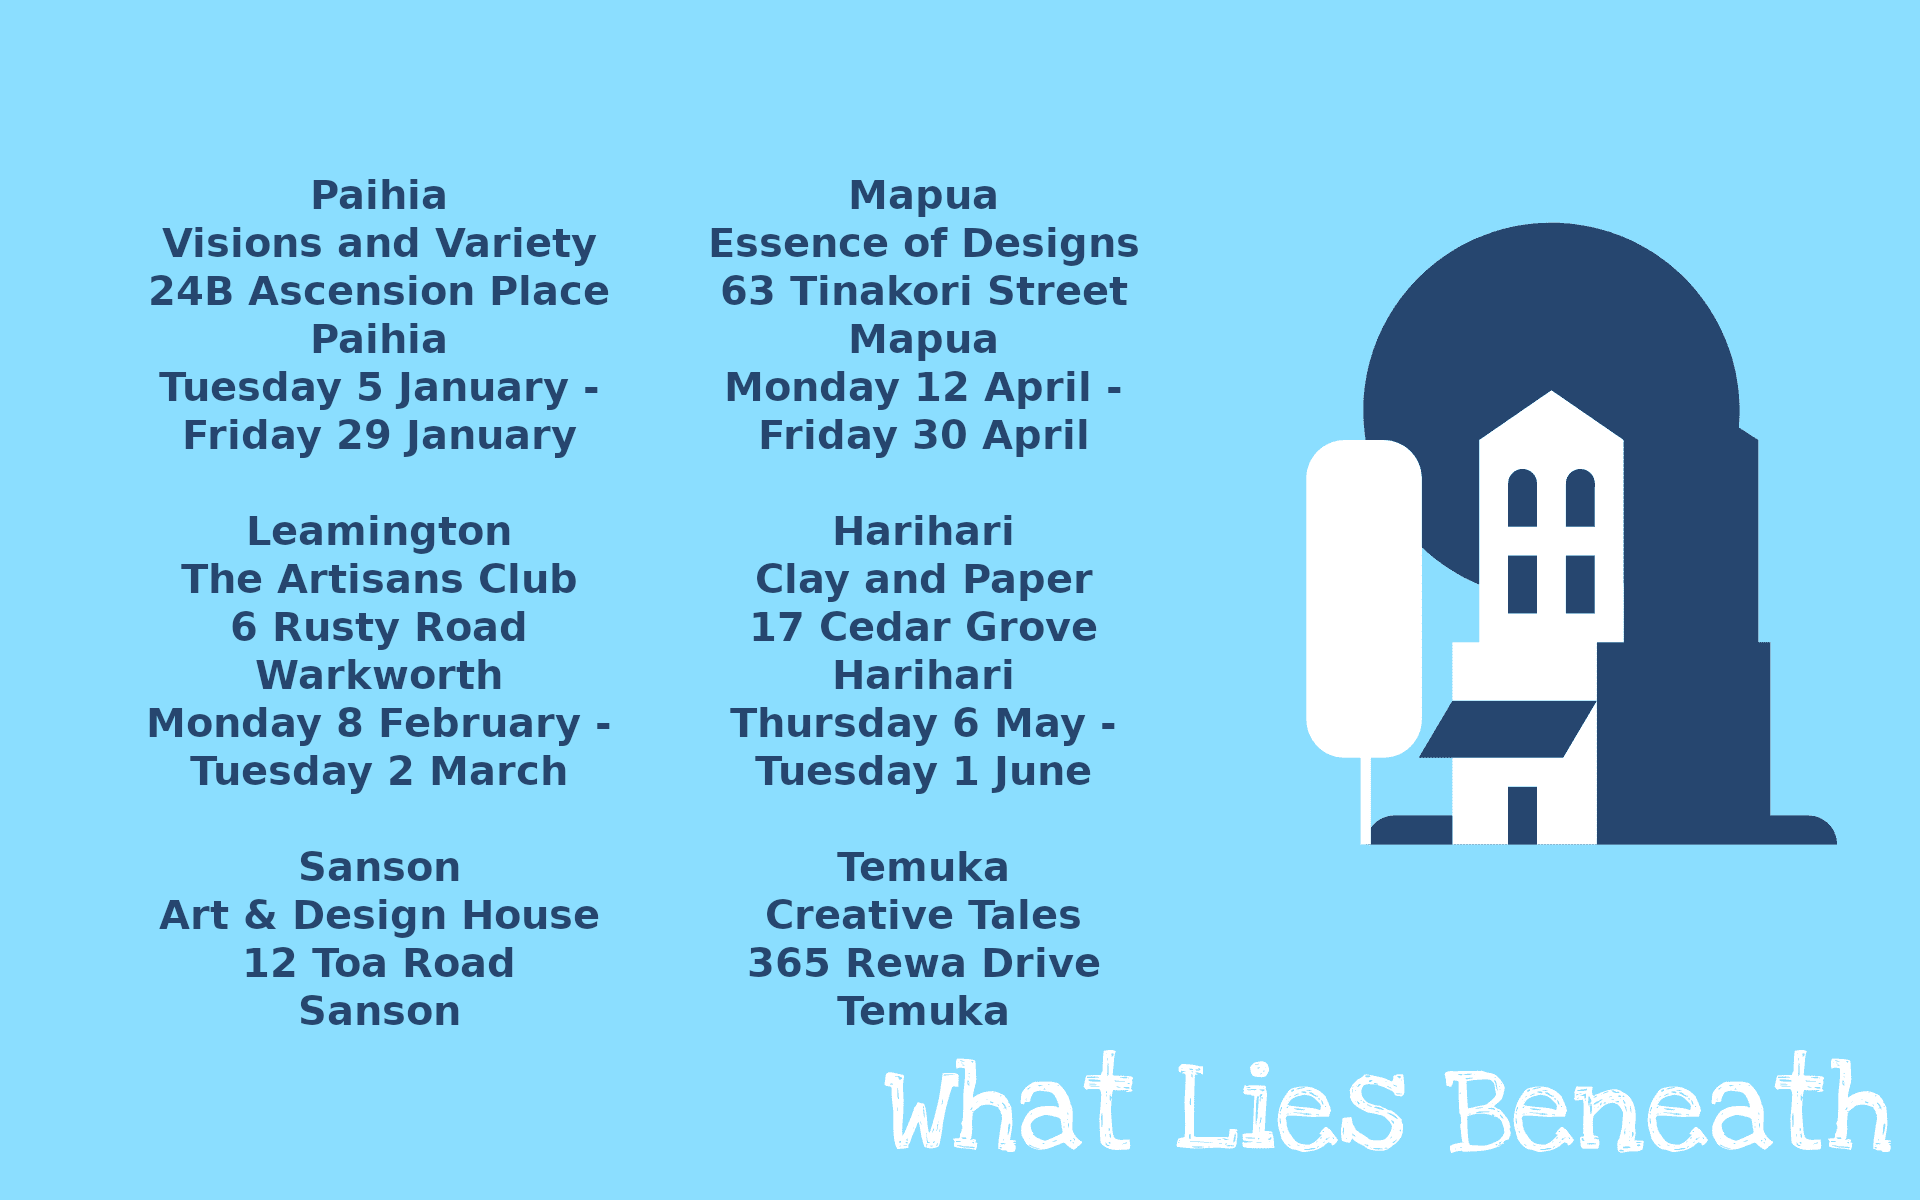 Paihia
Visions and Variety
24B Ascension Place
Paihia
Tuesday 5 January -
Friday 29 January
Leamington
The Artisans Club
6 Rusty Road
Warkworth
Monday 8 February -
Tuesday 2 March
Sanson
Art & Design House
12 Toa Road
Sanson
Mapua
Essence of Designs
63 Tinakori Street
Mapua
Monday 12 April -
Friday 30 April
Harihari
Clay and Paper
17 Cedar Grove
Harihari
Thursday 6 May -
Tuesday 1 June
Temuka
Creative Tales
365 Rewa Drive
Temuka
What Lies Beneath